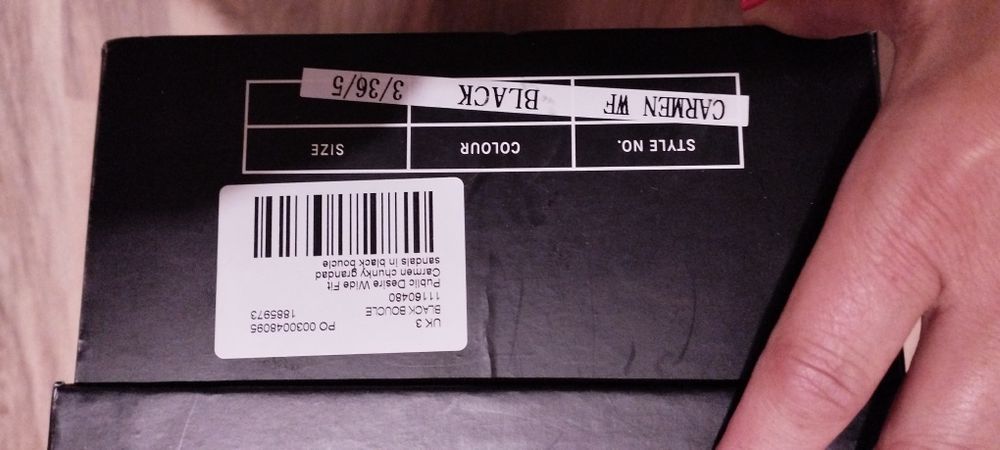 UK 3 PO 0030048095
BLACK BOUCLE 1885973
11160480
Public Desire Wide Fit
Carmen chunky grandad
sandals in black boucle
STYLE NO. COLOUR SIZE
CARMEN WF BLACK 3/36/5